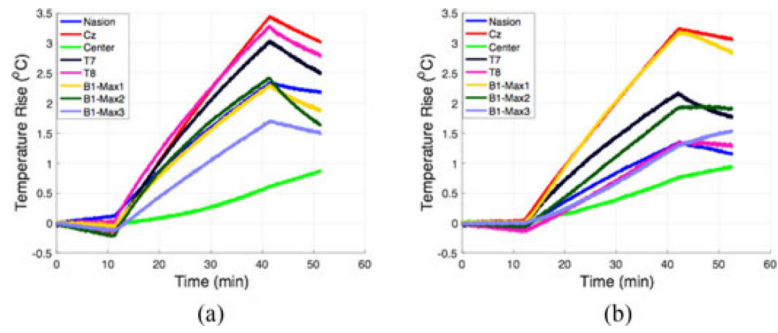 Temperature Rise (°C)
3.5
3
2.5
2
1.5
1
0.5
0
-0.5
Nasion
Cz
Center
T7
T8
B1-Max1
B1-Max2
B1-Max3
0 10 20 30 40 50 60
Time (min)
(a)
Temperature Rise (°C)
3.5
3
2.5
2
1.5
1
0.5
0
-0.5
Nasion
Cz
Center
T7
T8
B1-Max1
B1-Max2
B1-Max3
0 10 20 30 40 50 60
Time (min)
(b)